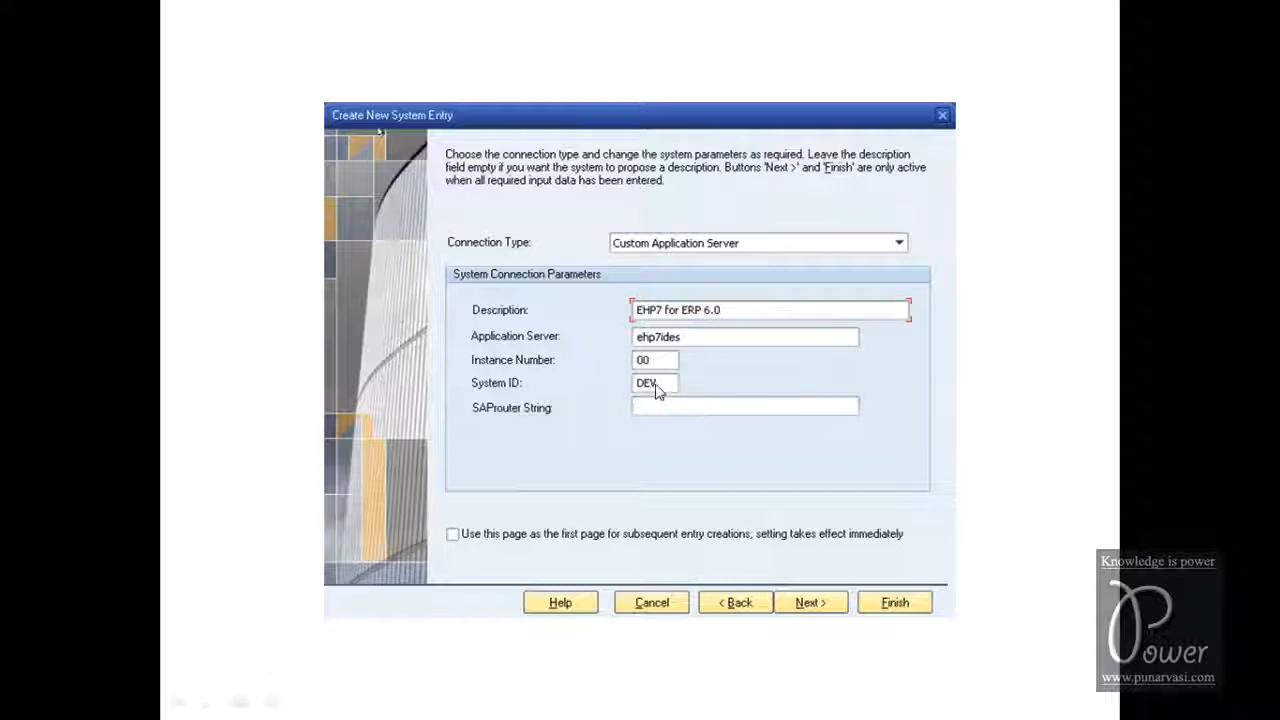 Create New System Entry
Choose the connection type and change the system parameters as required. Leave the description
field empty if you want the system to propose a description. Buttons 'Next >' and 'Finish' are only active
when all required input data has been entered.
Connection Type: Custom Application Server
System Connection Parameters
Description: EHP7 for ERP 6.0
Application Server: ehp7ides
Instance Number: 00
System ID: DEV
SAProuter String:
Use this page as the first page for subsequent entry creations; setting takes effect immediately
Help Cancel < Back Next > Finish
Knowledge is power
Power
www.punarvasi.com